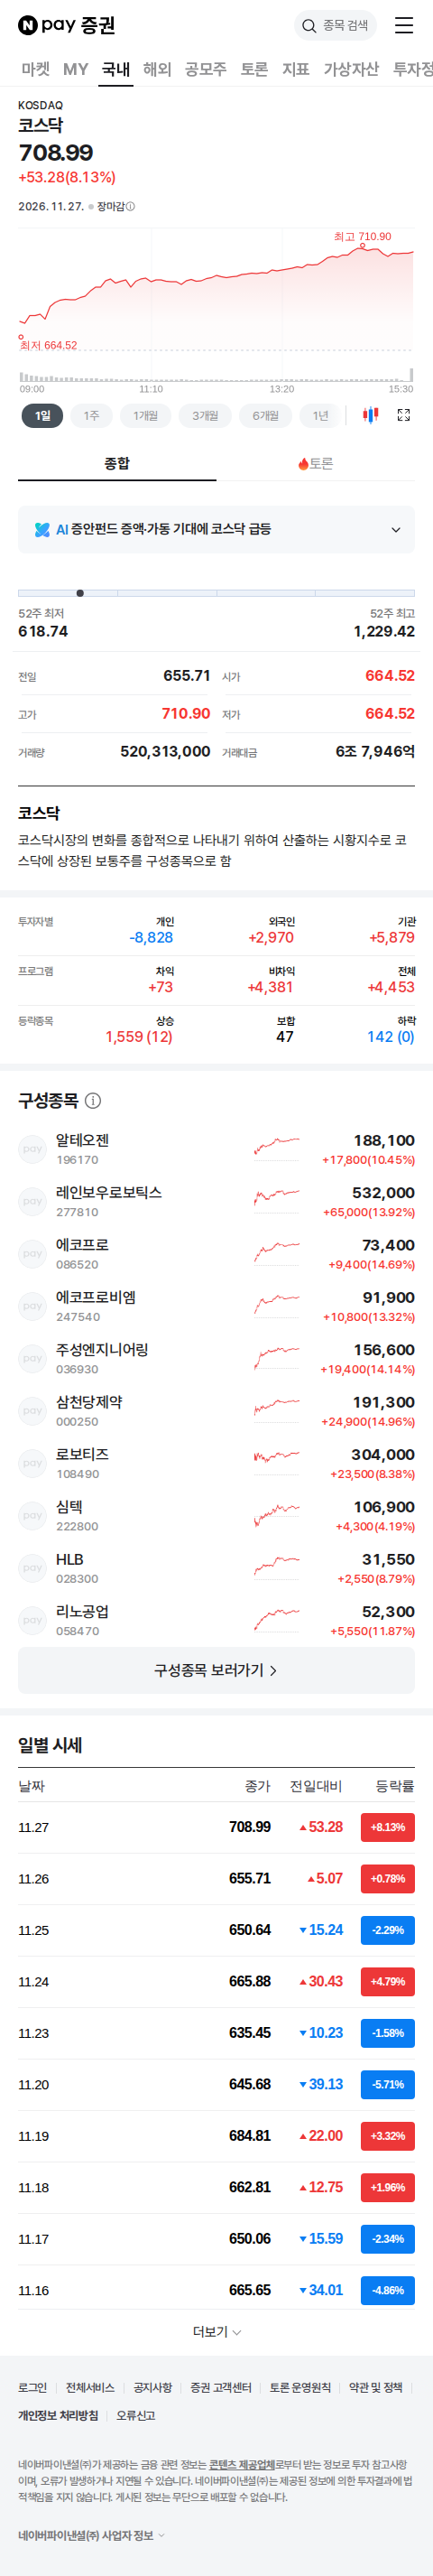 N pay 증권
종목 검색
마켓 MY 국내 해외 공모주 토론 지표 가상자산 투자정
KOSDAQ
코스닥
708.99
+53.28(8.13%)
2026. 11. 27. 장마감
최고 710.90
최저 664.52
09:00 11:10 13:20 15:30
1일 1주 1개월 3개월 6개월 1년
종합 토론
AI 증안펀드 증액·가동 기대에 코스닥 급등
52주 최저 52주 최고
618.74 1,229.42
전일 655.71 시가 664.52
고가 710.90 저가 664.52
거래량 520,313,000 거래대금 6조 7,946억
코스닥
코스닥시장의 변화를 종합적으로 나타내기 위하여 산출하는 시황지수로 코
스닥에 상장된 보통주를 구성종목으로 함
투자자별 개인 외국인 기관
-8,828 +2,970 +5,879
프로그램 차익 비차익 전체
+73 +4,381 +4,453
등락종목 상승 보합 하락
1,559 (12) 47 142 (0)
구성종목
알테오젠 188,100
196170 +17,800(10.45%)
레인보우로보틱스 532,000
277810 +65,000(13.92%)
에코프로 73,400
086520 +9,400(14.69%)
에코프로비엠 91,900
247540 +10,800(13.32%)
주성엔지니어링 156,600
036930 +19,400(14.14%)
삼천당제약 191,300
000250 +24,900(14.96%)
로보티즈 304,000
108490 +23,500(8.38%)
심텍 106,900
222800 +4,300(4.19%)
HLB 31,550
028300 +2,550(8.79%)
리노공업 52,300
058470 +5,550(11.87%)
구성종목 보러가기
일별 시세
날짜 종가 전일대비 등락률
11.27 708.99 ▲53.28 +8.13%
11.26 655.71 ▲5.07 +0.78%
11.25 650.64 ▼15.24 -2.29%
11.24 665.88 ▲30.43 +4.79%
11.23 635.45 ▼10.23 -1.58%
11.20 645.68 ▼39.13 -5.71%
11.19 684.81 ▲22.00 +3.32%
11.18 662.81 ▲12.75 +1.96%
11.17 650.06 ▼15.59 -2.34%
11.16 665.65 ▼34.01 -4.86%
더보기
로그인 전체서비스 공지사항 증권 고객센터 토론 운영원칙 약관 및 정책
개인정보 처리방침 오류신고
네이버파이낸셜(주)가 제공하는 금융 관련 정보는 콘텐츠 제공업체로부터 받는 정보로 투자 참고사항
이며, 오류가 발생하거나 지연될 수 있습니다. 네이버파이낸셜(주)는 제공된 정보에 의한 투자결과에 법
적책임을 지지 않습니다. 게시된 정보는 무단으로 배포할 수 없습니다.
네이버파이낸셜(주) 사업자 정보